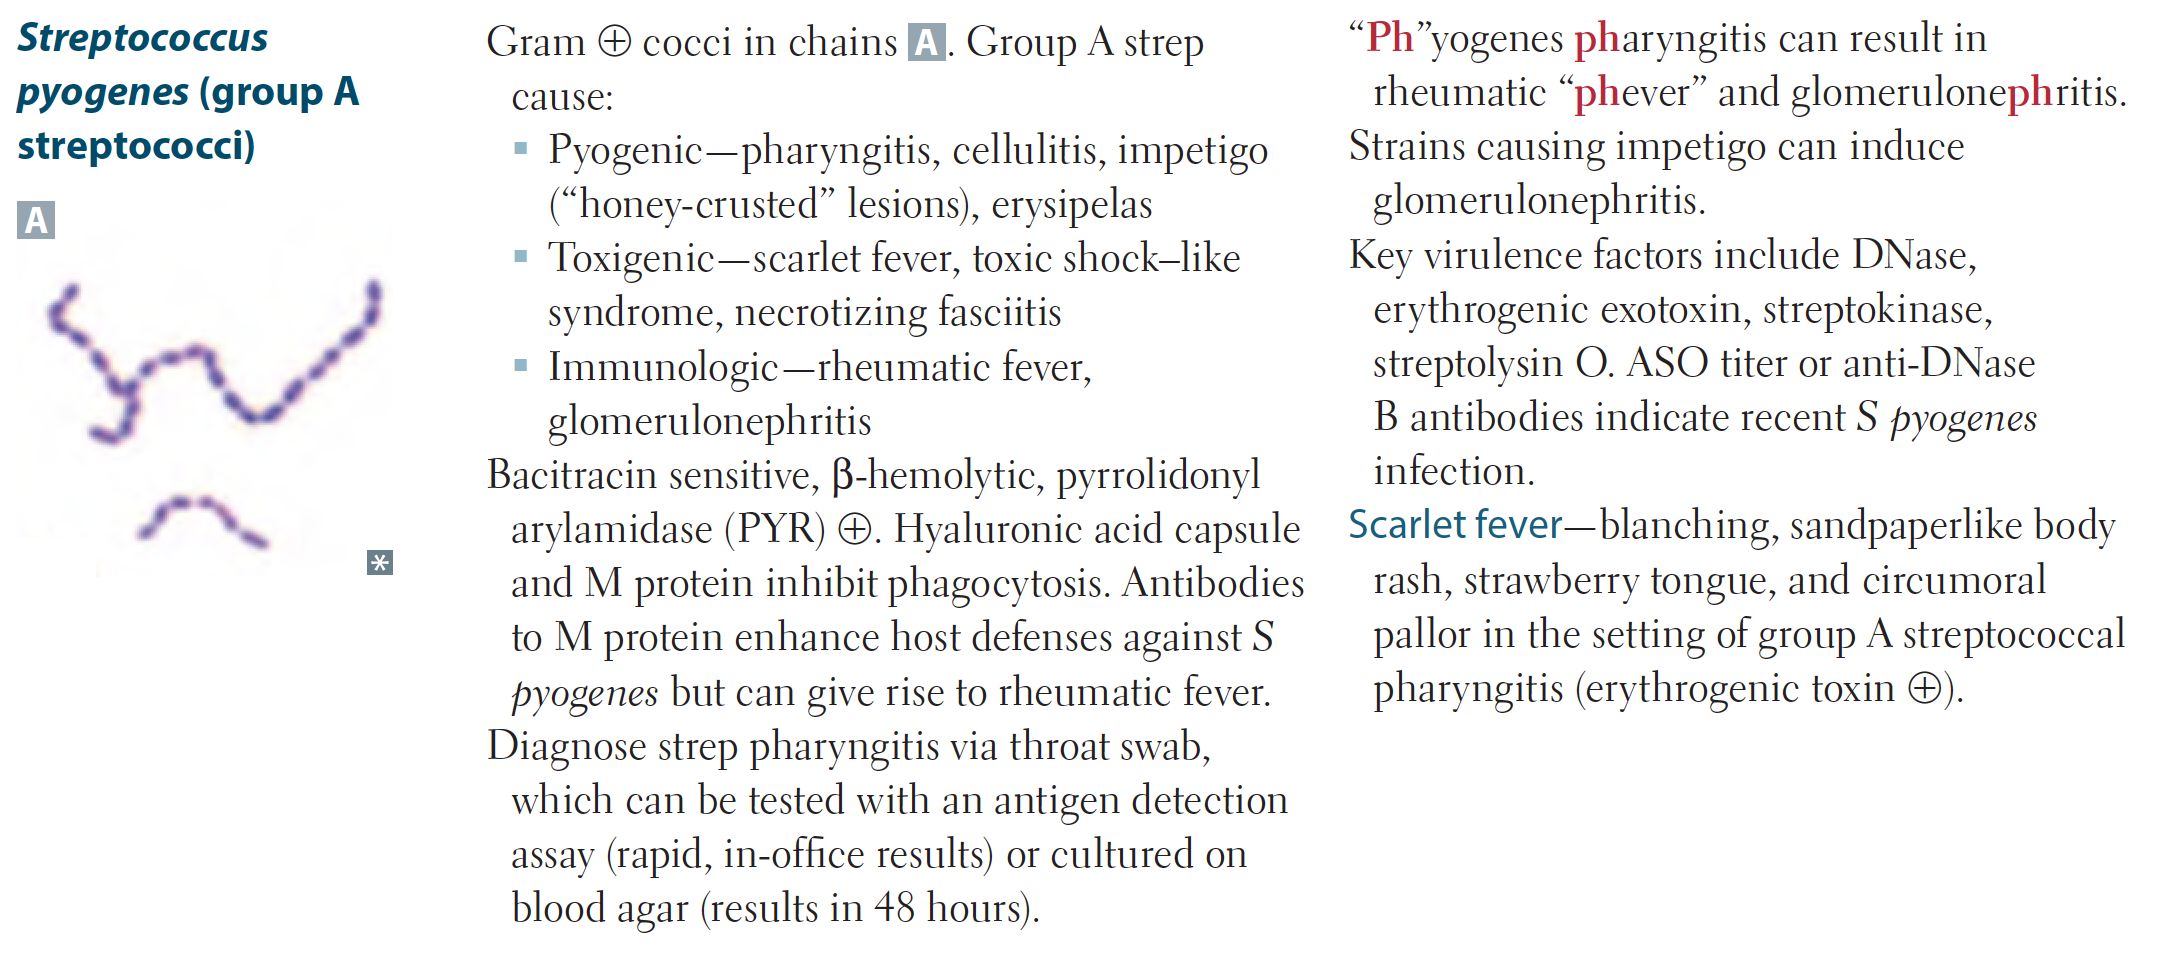 Streptococcus
pyogenes (group A
streptococci)
A
*
Gram ⊕ cocci in chains A. Group A strep
cause:
▪ Pyogenic—pharyngitis, cellulitis, impetigo
(“honey-crusted” lesions), erysipelas
▪ Toxigenic—scarlet fever, toxic shock–like
syndrome, necrotizing fasciitis
▪ Immunologic—rheumatic fever,
glomerulonephritis
Bacitracin sensitive, β-hemolytic, pyrrolidonyl
arylamidase (PYR) ⊕. Hyaluronic acid capsule
and M protein inhibit phagocytosis. Antibodies
to M protein enhance host defenses against S
pyogenes but can give rise to rheumatic fever.
Diagnose strep pharyngitis via throat swab,
which can be tested with an antigen detection
assay (rapid, in-office results) or cultured on
blood agar (results in 48 hours).
“Ph”yogenes pharyngitis can result in
rheumatic “phever” and glomerulonephritis.
Strains causing impetigo can induce
glomerulonephritis.
Key virulence factors include DNase,
erythrogenic exotoxin, streptokinase,
streptolysin O. ASO titer or anti-DNase
B antibodies indicate recent S pyogenes
infection.
Scarlet fever—blanching, sandpaperlike body
rash, strawberry tongue, and circumoral
pallor in the setting of group A streptococcal
pharyngitis (erythrogenic toxin ⊕).